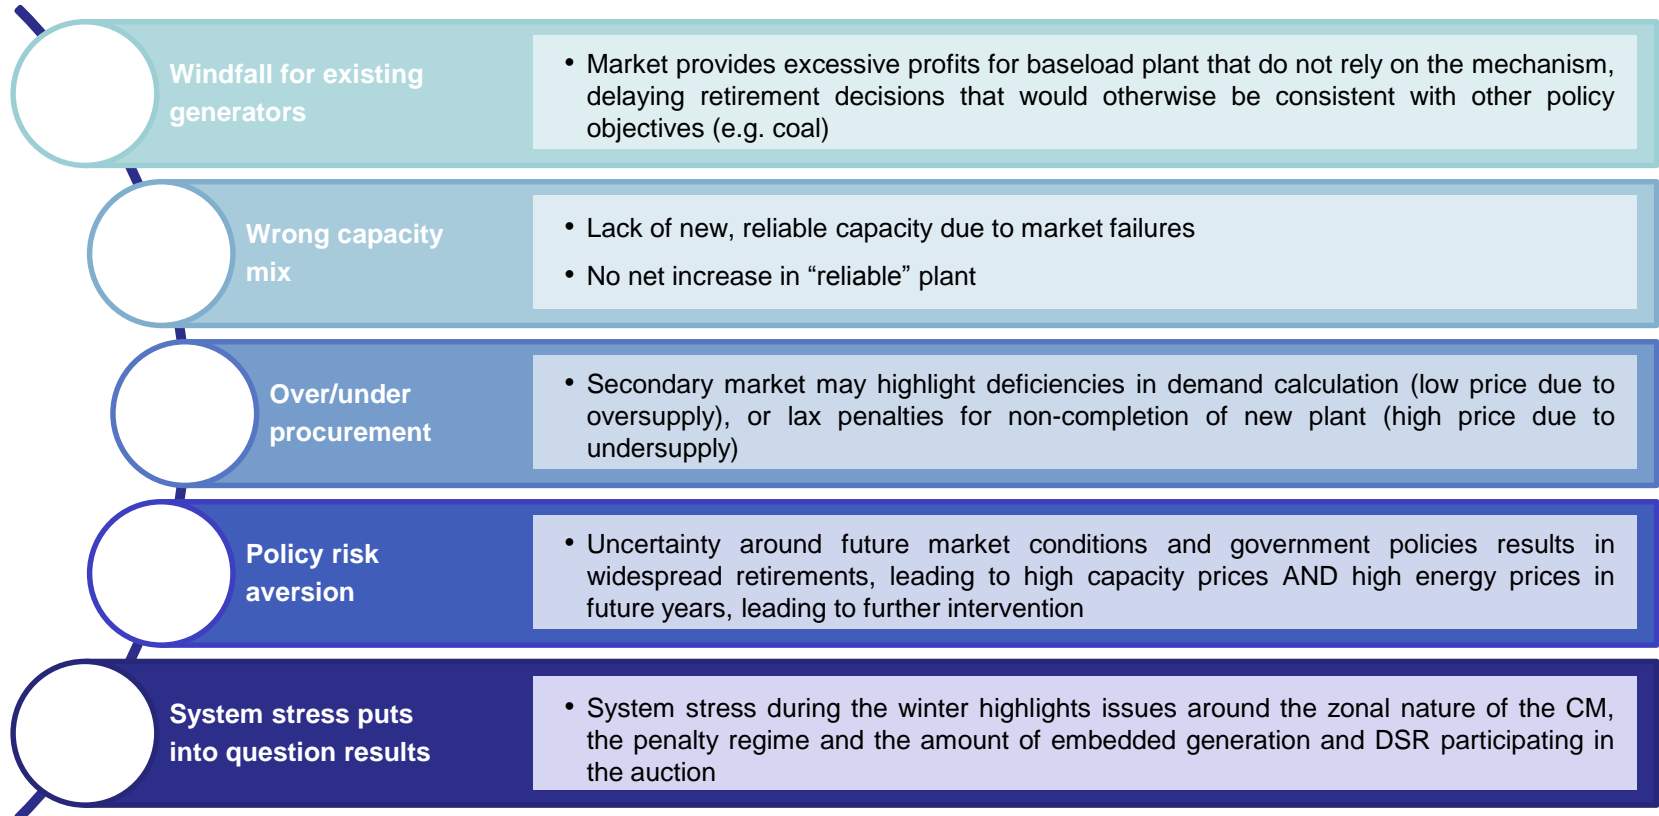 Windfall for existing
generators
• Market provides excessive profits for baseload plant that do not rely on the mechanism,
delaying retirement decisions that would otherwise be consistent with other policy
objectives (e.g. coal)
Wrong capacity
mix
• Lack of new, reliable capacity due to market failures
• No net increase in “reliable” plant
Over/under
procurement
• Secondary market may highlight deficiencies in demand calculation (low price due to
oversupply), or lax penalties for non-completion of new plant (high price due to
undersupply)
Policy risk
aversion
• Uncertainty around future market conditions and government policies results in
widespread retirements, leading to high capacity prices AND high energy prices in
future years, leading to further intervention
System stress puts
into question results
• System stress during the winter highlights issues around the zonal nature of the CM,
the penalty regime and the amount of embedded generation and DSR participating in
the auction